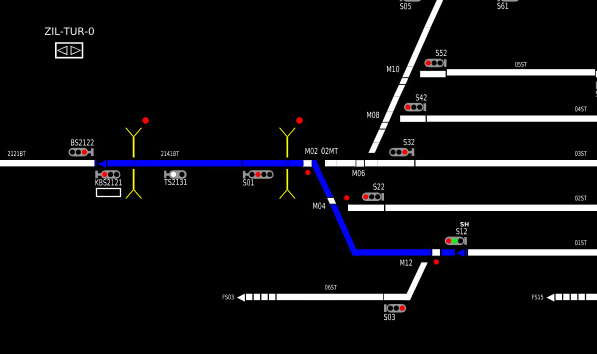 S05
S61
ZIL-TUR-0
S52
M10
05ST
S42
M08
04ST
BS2122
M02 02MT
S32
2121BT
2141BT
03ST
KBS2121
TS2131
S01
M06
S22
M04
02ST
SH
S12
01ST
M12
06ST
FS03
FS15
S03